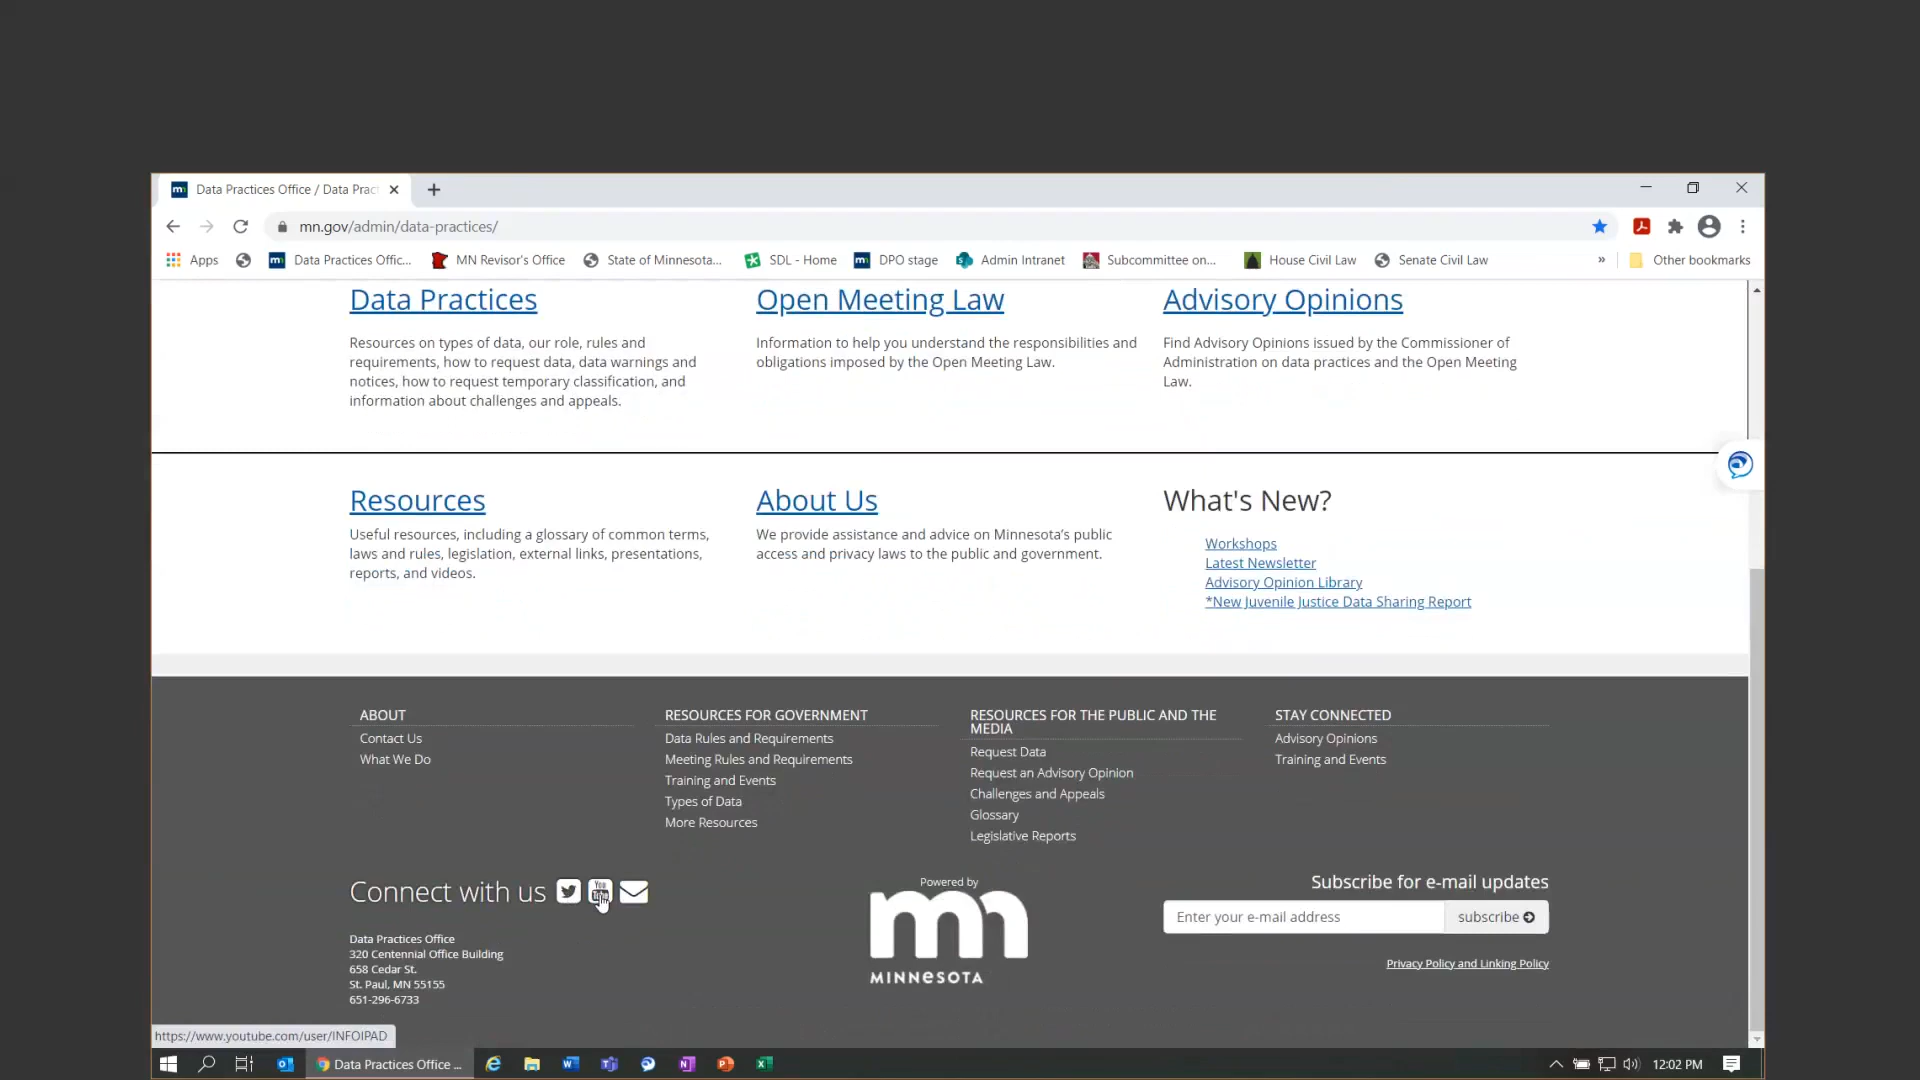 Data Practices Office / Data Prac
mn.gov/admin/data-practices/
Apps
Data Practices Offic...
MN Revisor's Office
State of Minnesota...
SDL - Home
DPO stage
Admin Intranet
Subcommittee on...
House Civil Law
Senate Civil Law
»
Other bookmarks
Data Practices
Resources on types of data, our role, rules and
requirements, how to request data, data warnings and
notices, how to request temporary classification, and
information about challenges and appeals.
Open Meeting Law
Information to help you understand the responsibilities and
obligations imposed by the Open Meeting Law.
Advisory Opinions
Find Advisory Opinions issued by the Commissioner of
Administration on data practices and the Open Meeting
Law.
Resources
Useful resources, including a glossary of common terms,
laws and rules, legislation, external links, presentations,
reports, and videos.
About Us
We provide assistance and advice on Minnesota's public
access and privacy laws to the public and government.
What's New?
Workshops
Latest Newsletter
Advisory Opinion Library
*New Juvenile Justice Data Sharing Report
ABOUT
Contact Us
What We Do
RESOURCES FOR GOVERNMENT
Data Rules and Requirements
Meeting Rules and Requirements
Training and Events
Types of Data
More Resources
RESOURCES FOR THE PUBLIC AND THE
MEDIA
Request Data
Request an Advisory Opinion
Challenges and Appeals
Glossary
Legislative Reports
STAY CONNECTED
Advisory Opinions
Training and Events
Connect with us
Data Practices Office
320 Centennial Office Building
658 Cedar St.
St. Paul, MN 55155
651-296-6733
Powered by
mn
MINNESOTA
Subscribe for e-mail updates
Enter your e-mail address
subscribe
Privacy Policy and Linking Policy
https://www.youtube.com/user/INFOIPAD
Data Practices Office ...
12:02 PM